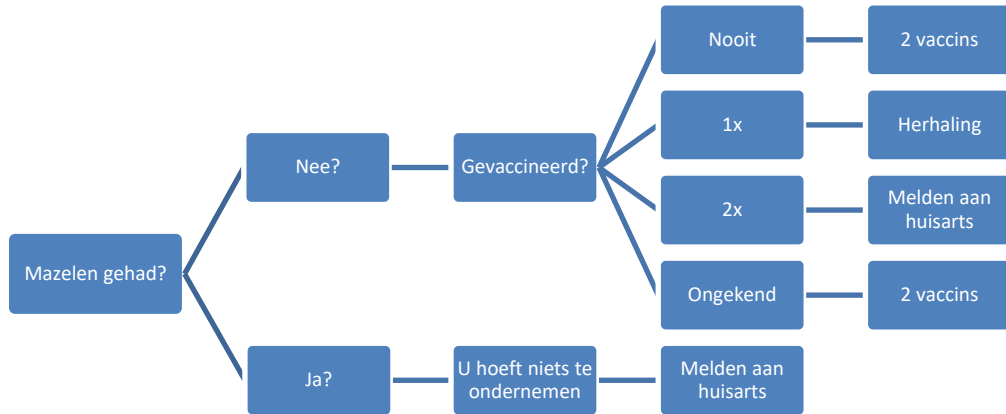 Nooit
2 vaccins
1x
Herhaling
Nee?
Gevaccineerd?
2x
Melden aan
huisarts
Mazelen gehad?
Ongekend
2 vaccins
Ja?
U hoeft niets te
ondernemen
Melden aan
huisarts